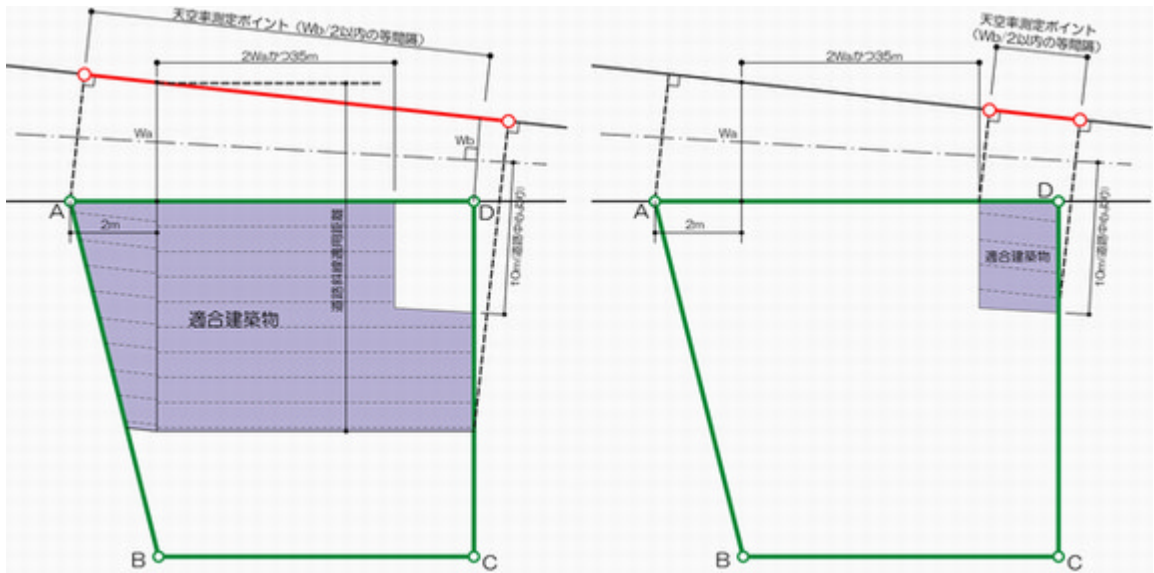 天空率測定ポイント（Wb/2以内の等間隔）
2Waかつ35m
Wa
Wb
A
D
2m
道路斜線適用距離
10m(道路中心より)
適合建築物
B
C
天空率測定ポイント
（Wb/2以内の等間隔）
2Waかつ35m
Wa
A
D
2m
10m(道路中心より)
適合建築物
B
C